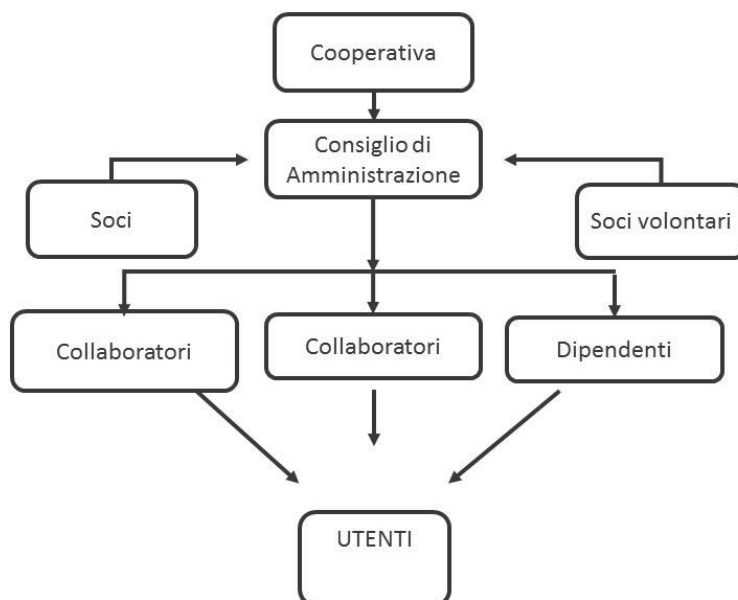 Cooperativa
Consiglio di
Amministrazione
Soci
Soci volontari
Collaboratori
Collaboratori
Dipendenti
UTENTI